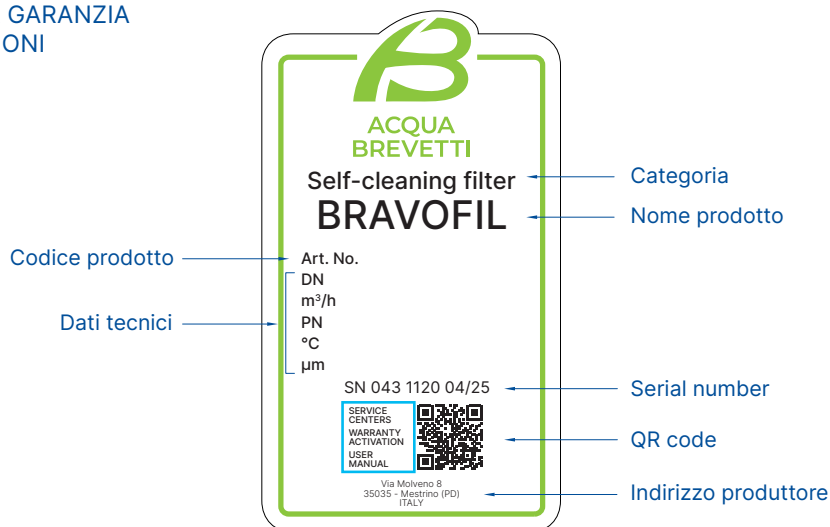 GARANZIA
ONI
ACQUA
BREVETTI
Self-cleaning filter
Categoria
BRAVOFIL
Nome prodotto
Codice prodotto
Art. No.
DN
m³/h
Dati tecnici
PN
°C
µm
SN 043 1120 04/25
Serial number
SERVICE
CENTERS
WARRANTY
ACTIVATION
USER
MANUAL
QR code
Via Molveno 8
35035 - Mestrino (PD)
ITALY
Indirizzo produttore